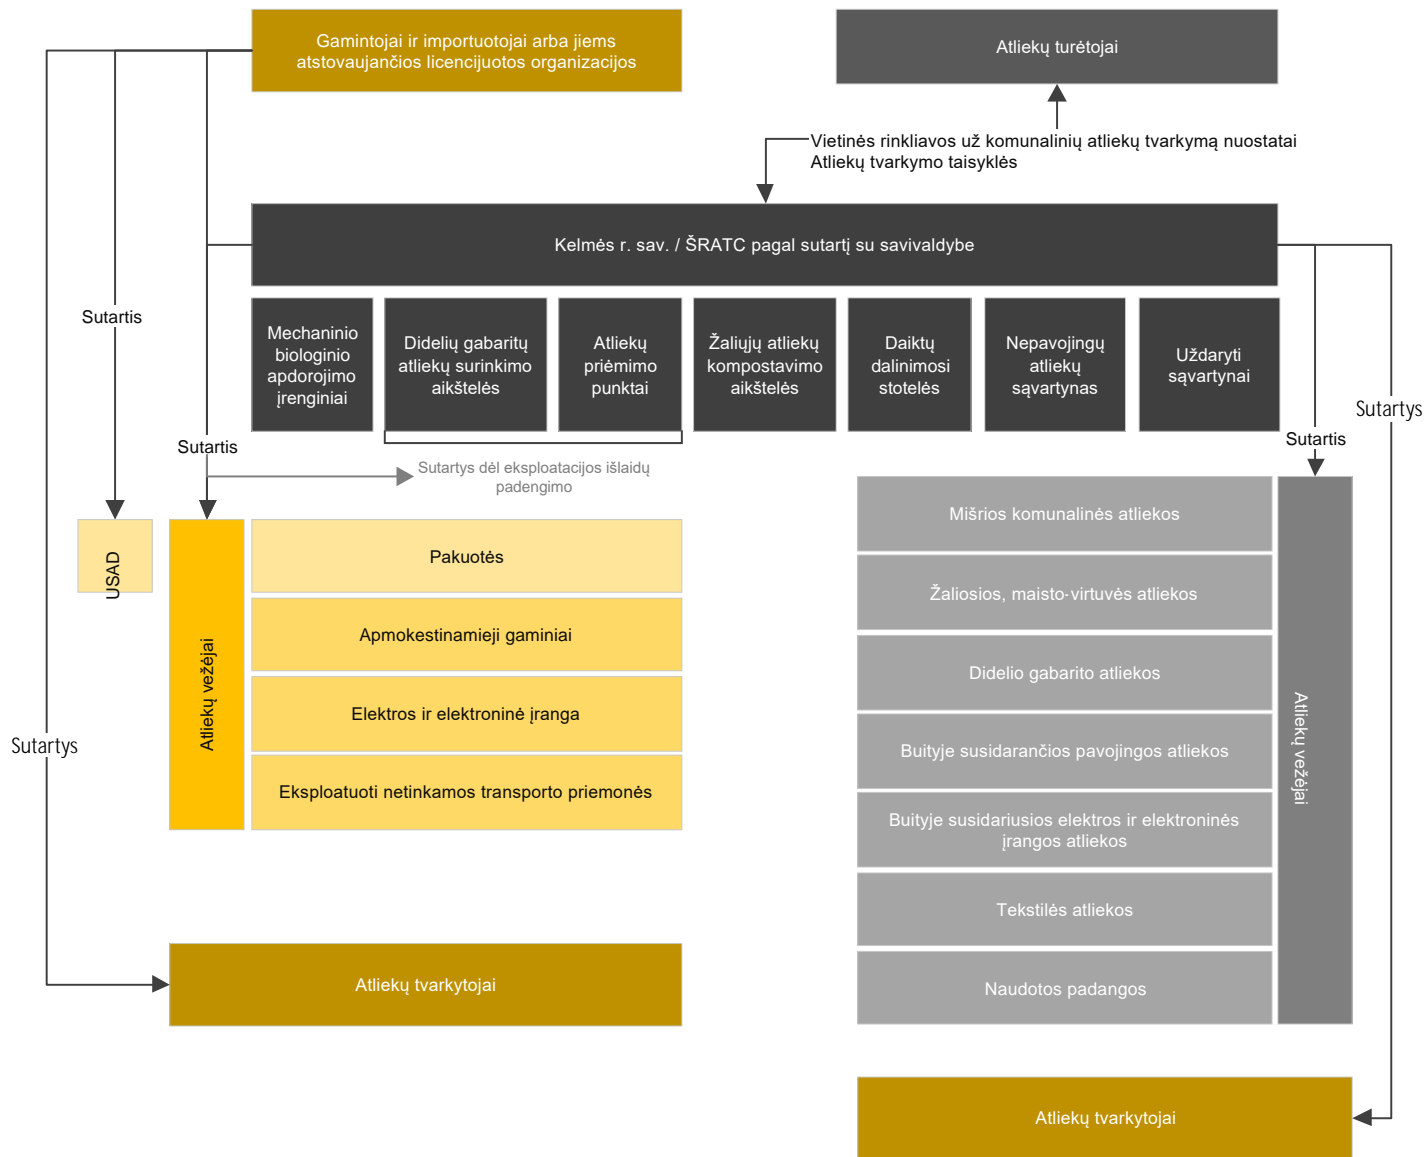 Gamintojai ir importuotojai arba jiems
atstovaujančios licencijuotos organizacijos
Atliekų turėtojai
Vietinės rinkliavos už komunalinių atliekų tvarkymą nuostatai
Atliekų tvarkymo taisyklės
Kelmės r. sav. / ŠRATC pagal sutartį su savivaldybe
Sutartis
Mechaninio
biologinio
apdorojimo
įrenginiai
Didelių gabaritų
atliekų surinkimo
aikštelės
Atliekų
priėmimo
punktai
Žaliųjų atliekų
kompostavimo
aikštelės
Daiktų
dalinimosi
stotelės
Nepavojingų
atliekų
sąvartynas
Uždaryti
sąvartynai
Sutartys
Sutartis
Sutartis
Sutartys dėl eksploatacijos išlaidų
padengimo
USAD
Atliekų vežėjai
Pakuotės
Apmokestinamieji gaminiai
Elektros ir elektroninė įranga
Eksploatuoti netinkamos transporto priemonės
Sutartys
Atliekų tvarkytojai
Mišrios komunalinės atliekos
Žaliosios, maisto-virtuvės atliekos
Didelio gabarito atliekos
Buityje susidarančios pavojingos atliekos
Buityje susidariusios elektros ir elektroninės
įrangos atliekos
Tekstilės atliekos
Naudotos padangos
Atliekų vežėjai
Atliekų tvarkytojai